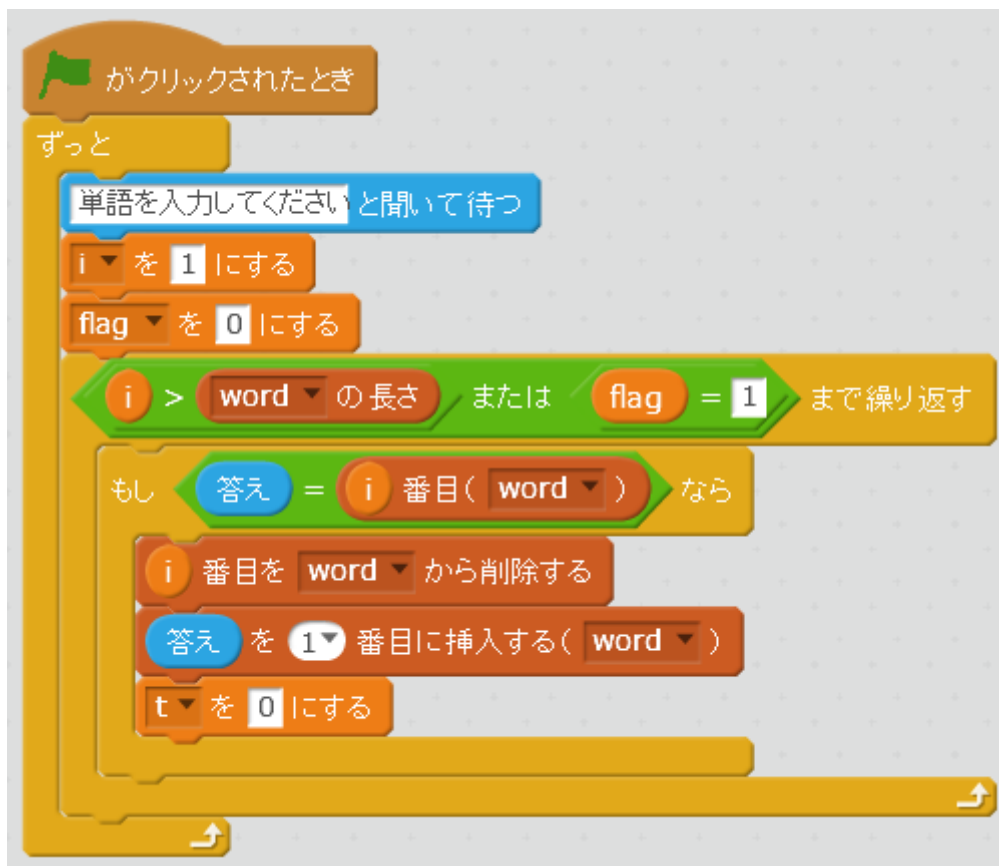 がクリックされたとき
ずっと
単語を入力してください と聞いて待つ
i を 1 にする
flag を 0 にする
i > word の長さ または flag = 1 まで繰り返す
もし 答え = i 番目( word ) なら
i 番目を word から削除する
答え を 1 番目に挿入する( word )
t を 0 にする